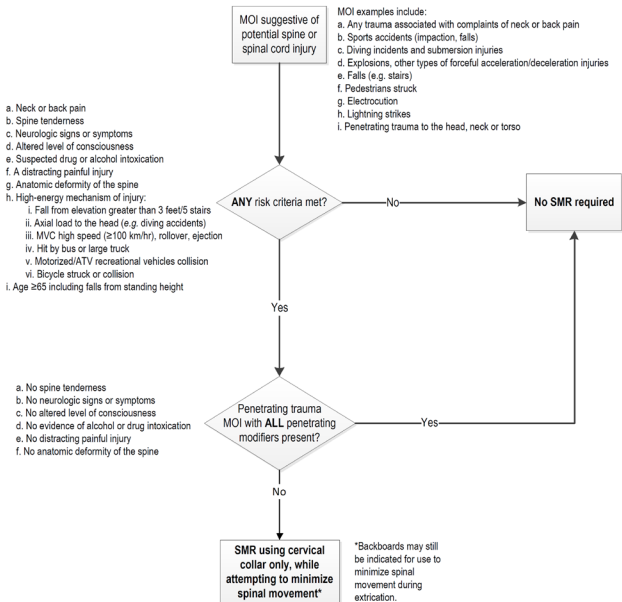 MOI suggestive of
potential spine or
spinal cord injury
MOI examples include:
a. Any trauma associated with complaints of neck or back pain
b. Sports accidents (impaction, falls)
c. Diving incidents and submersion injuries
d. Explosions, other types of forceful acceleration/deceleration injuries
e. Falls (e.g. stairs)
f. Pedestrians struck
g. Electrocution
h. Lightning strikes
i. Penetrating trauma to the head, neck or torso
a. Neck or back pain
b. Spine tenderness
c. Neurologic signs or symptoms
d. Altered level of consciousness
e. Suspected drug or alcohol intoxication
f. A distracting painful injury
g. Anatomic deformity of the spine
h. High-energy mechanism of injury:
i. Fall from elevation greater than 3 feet/5 stairs
ii. Axial load to the head (e.g. diving accidents)
iii. MVC high speed (≥100 km/hr), rollover, ejection
iv. Hit by bus or large truck
v. Motorized/ATV recreational vehicles collision
vi. Bicycle struck or collision
i. Age ≥65 including falls from standing height
ANY risk criteria met?
No
No SMR required
Yes
a. No spine tenderness
b. No neurologic signs or symptoms
c. No altered level of consciousness
d. No evidence of alcohol or drug intoxication
e. No distracting painful injury
f. No anatomic deformity of the spine
Penetrating trauma
MOI with ALL penetrating
modifiers present?
Yes
No
SMR using cervical
collar only, while
attempting to minimize
spinal movement*
*Backboards may still
be indicated for use to
minimize spinal
movement during
extrication.